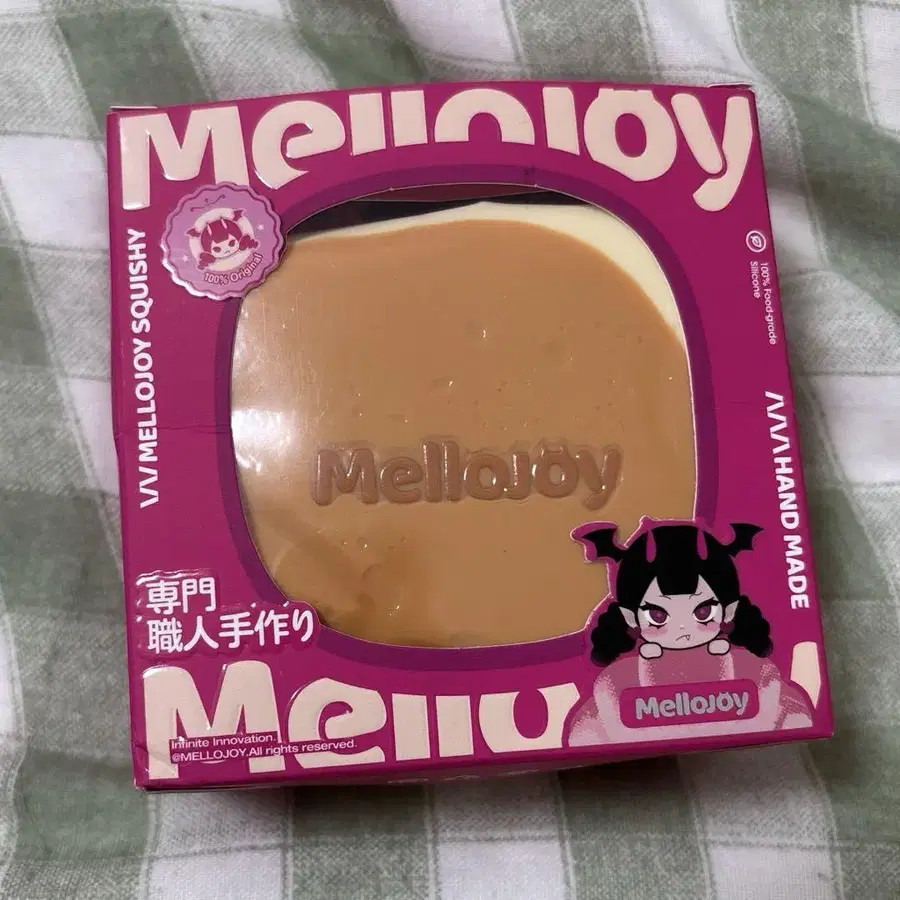 MelloJoy
100% Original
VVV MELLOJOY SQUISHY
100% Food-grade
Silicone
HAND MADE
MelloJoy
専門
職人手作り
MelloJoy
Infinite Innovation.
@MELLOJOY.All rights reserved.